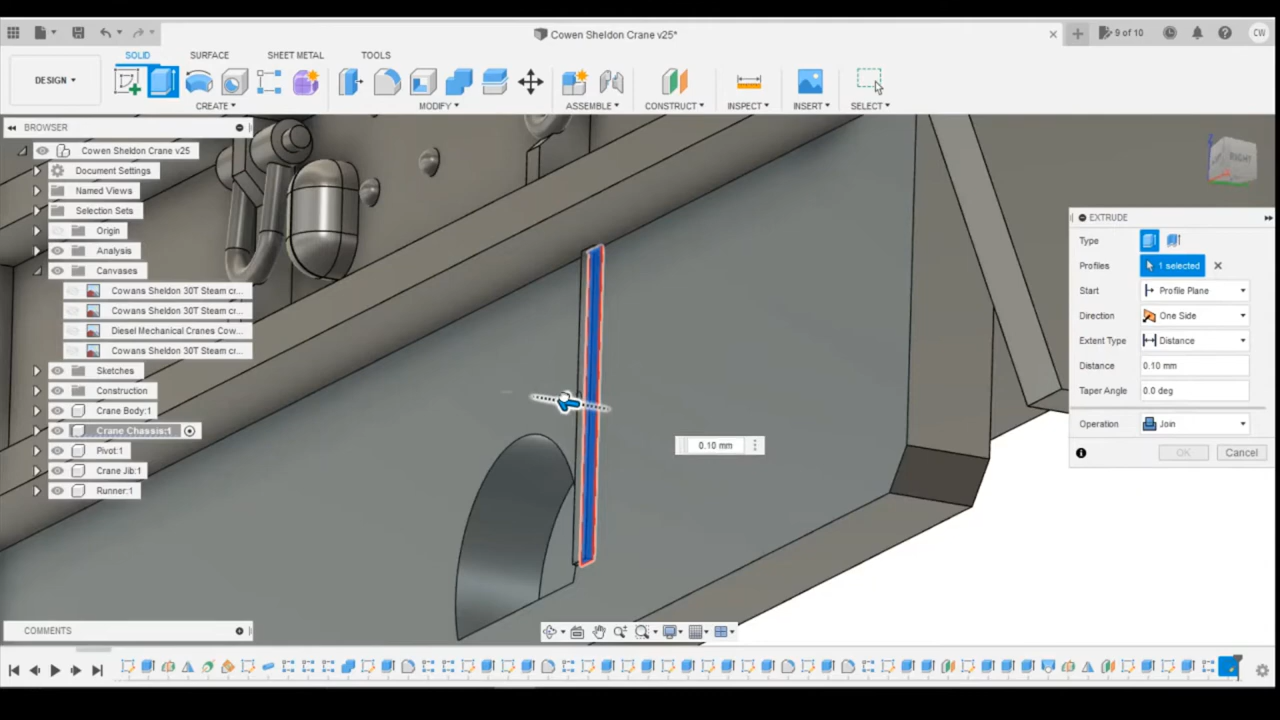 Cowen Sheldon Crane v25*
9 of 10
CW
DESIGN
SOLID
SURFACE
SHEET METAL
TOOLS
CREATE
MODIFY
ASSEMBLE
CONSTRUCT
INSPECT
INSERT
SELECT
BROWSER
Cowen Sheldon Crane v25
Document Settings
Named Views
Selection Sets
Origin
Analysis
Canvases
Cowans Sheldon 30T Steam cr...
Cowans Sheldon 30T Steam cr...
Diesel Mechanical Cranes Cow...
Cowans Sheldon 30T Steam cr...
Sketches
Construction
Crane Body:1
Crane Chassis:1
Pivot:1
Crane Jib:1
Runner:1
RIGHT
EXTRUDE
Type
Profiles
1 selected
Start
Profile Plane
Direction
One Side
Extent Type
Distance
Distance
0.10 mm
Taper Angle
0.0 deg
Operation
Join
OK
Cancel
0.10 mm
COMMENTS